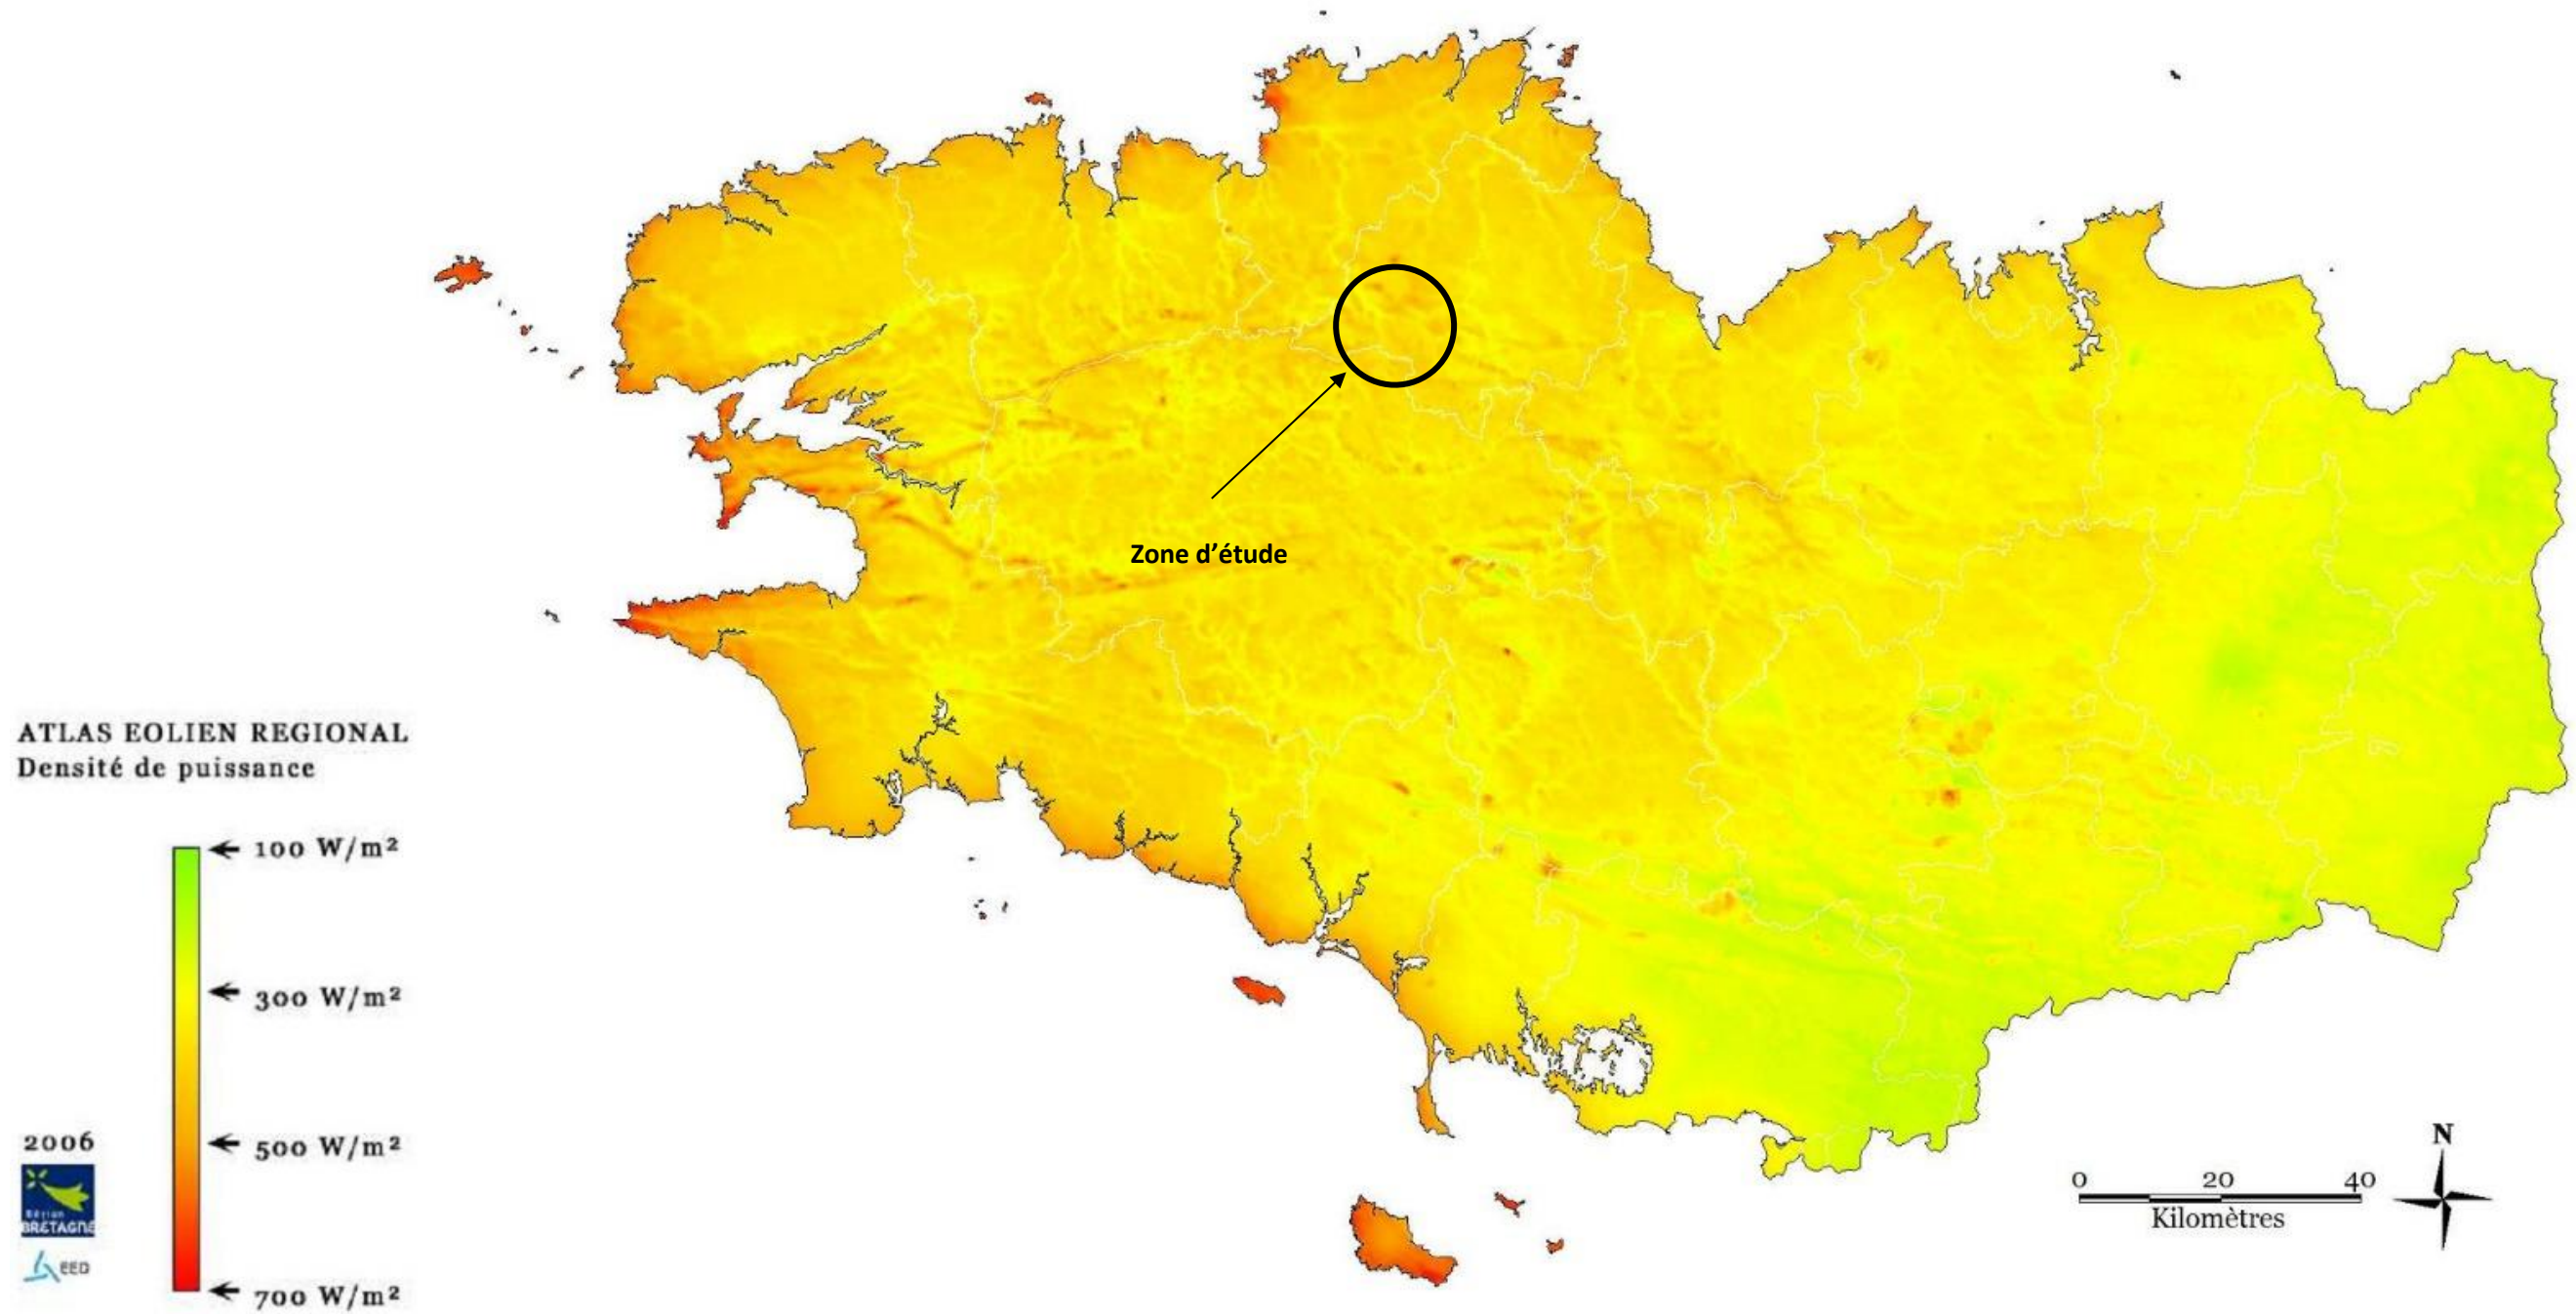 Zone d’étude
ATLAS EOLIEN REGIONAL
Densité de puissance
100 W/m²
300 W/m²
500 W/m²
700 W/m²
2006
Région
BRETAGNE
EED
N
0 20 40
Kilomètres